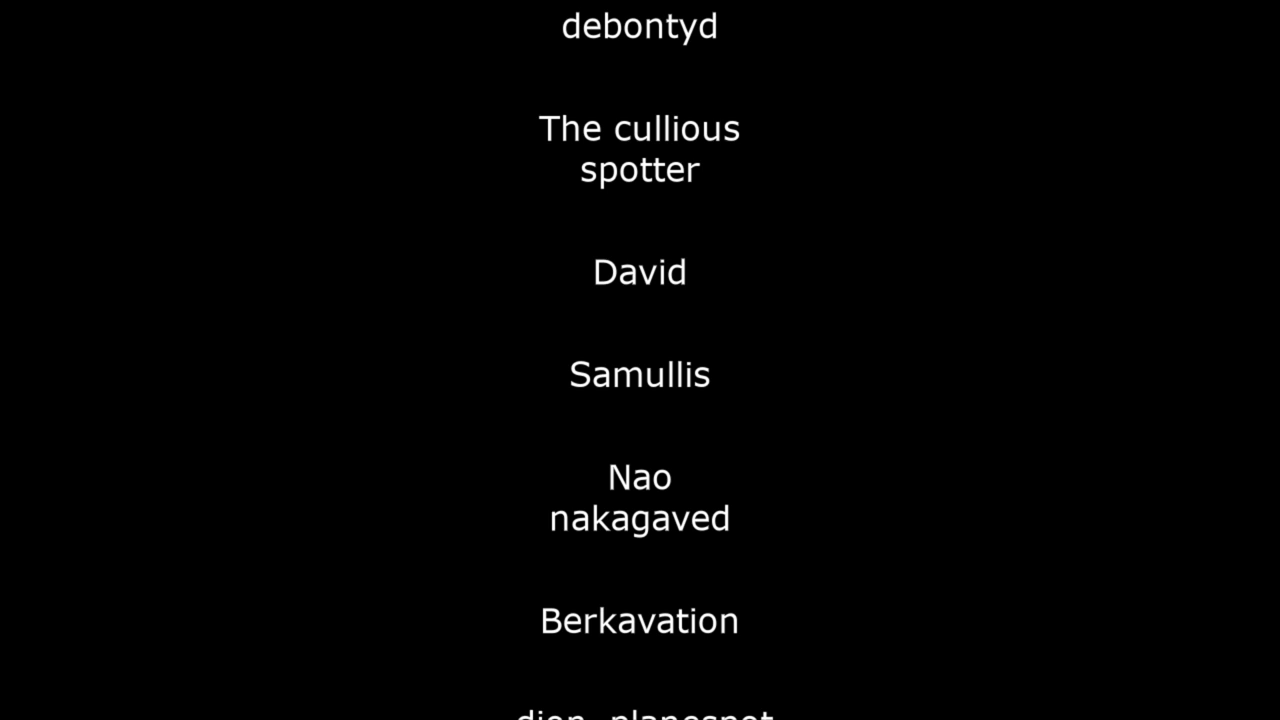 debontyd
The cullious
spotter
David
Samullis
Nao
nakagaved
Berkavation